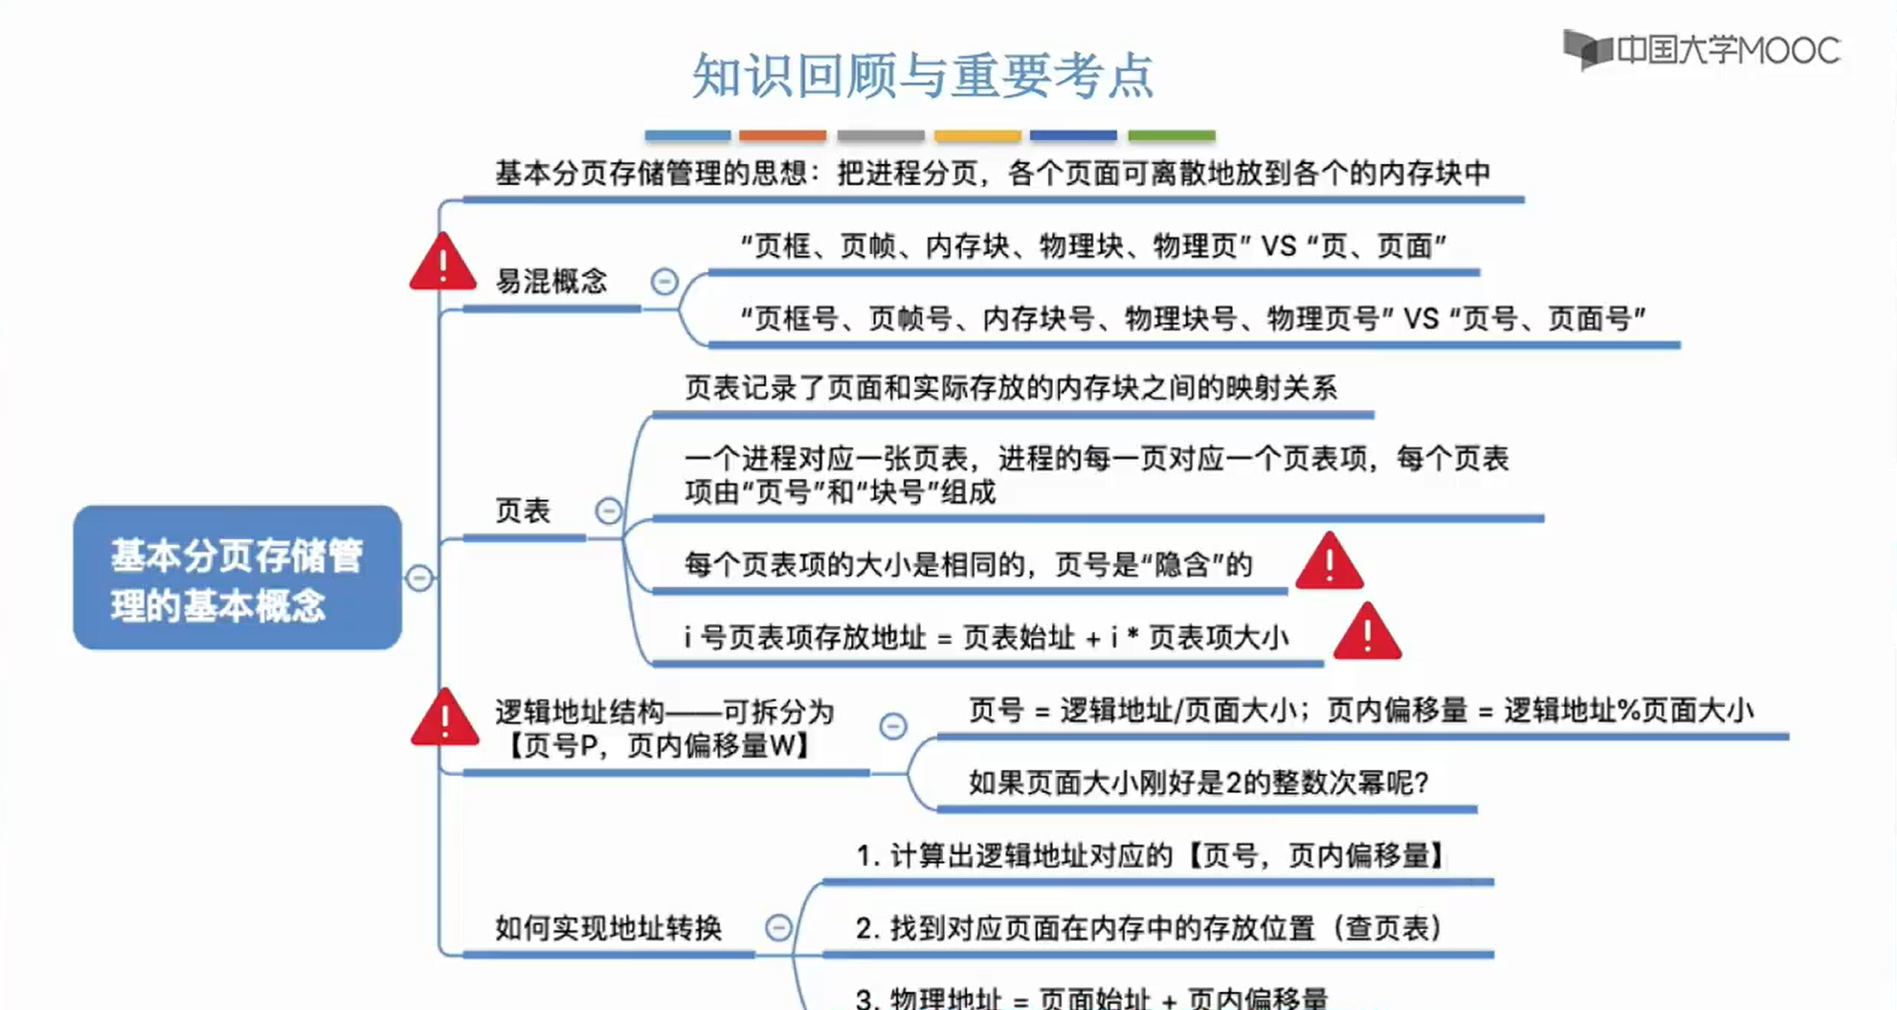 中国大学MOOC
知识回顾与重要考点
基本分页存储管理的思想：把进程分页，各个页面可离散地放到各个的内存块中
易混概念
“页框、页帧、内存块、物理块、物理页” VS “页、页面”
“页框号、页帧号、内存块号、物理块号、物理页号” VS “页号、页面号”
页表
页表记录了页面和实际存放的内存块之间的映射关系
一个进程对应一张页表，进程的每一页对应一个页表项，每个页表
项由“页号”和“块号”组成
每个页表项的大小是相同的，页号是“隐含”的
i 号页表项存放地址 = 页表始址 + i * 页表项大小
基本分页存储管
理的基本概念
逻辑地址结构——可拆分为
【页号P，页内偏移量W】
页号 = 逻辑地址/页面大小；页内偏移量 = 逻辑地址%页面大小
如果页面大小刚好是2的整数次幂呢？
如何实现地址转换
1. 计算出逻辑地址对应的【页号，页内偏移量】
2. 找到对应页面在内存中的存放位置（查页表）
3. 物理地址 = 页面始址 + 页内偏移量